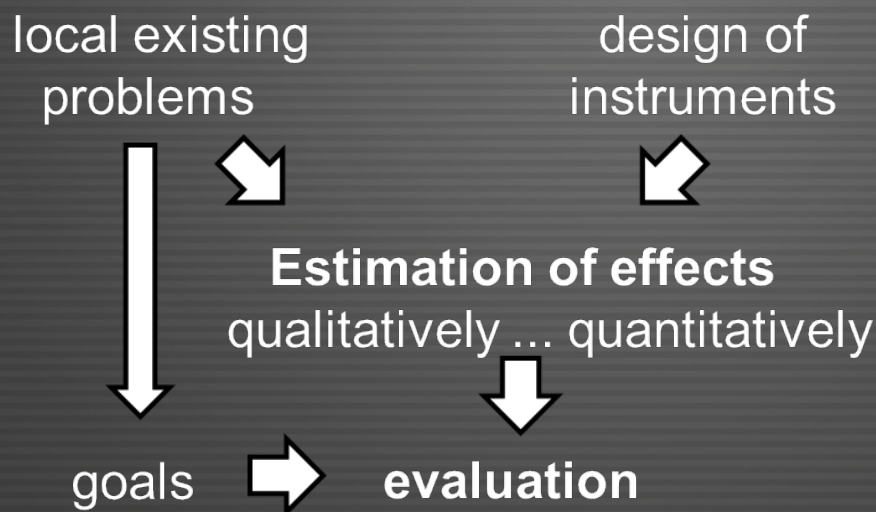 local existing
problems
design of
instruments
Estimation of effects
qualitatively ... quantitatively
goals
evaluation